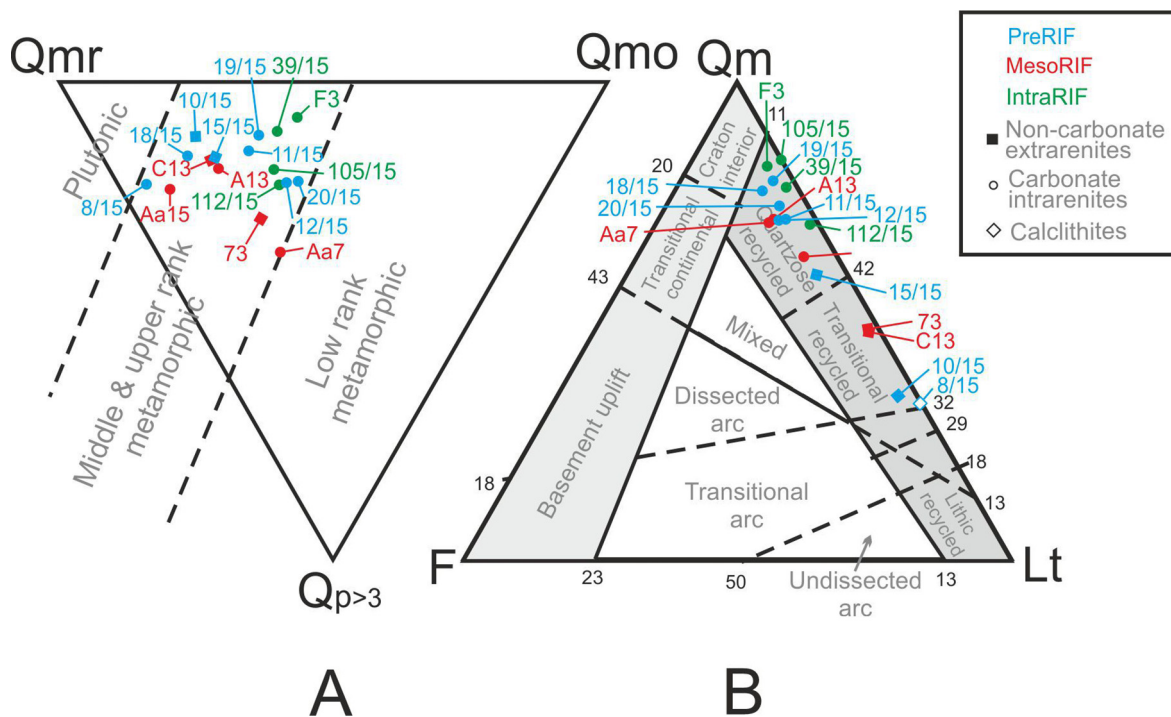 Qmr
Qmo
19/15
39/15
F3
10/15
18/15
15/15
C13
11/15
A13
105/15
8/15
Aa15
112/15
20/15
12/15
73
Aa7
Plutonic
Middle & upper rank
metamorphic
Low rank
metamorphic
Qp>3
A
Qm
F3
11
105/15
19/15
39/15
20
18/15
A13
20/15
11/15
12/15
Aa7
112/15
Craton
interior
Transitional
continental
Quartzose
recycled
43
42
15/15
Mixed
Transitional
recycled
73
C13
10/15
8/15
32
Dissected
arc
29
Basement uplift
18
18
Transitional
arc
13
Lithic
recycled
F
Lt
23
50
13
Undissected
arc
B
PreRIF
MesoRIF
IntraRIF
Non-carbonate
extrarenites
Carbonate
intrarenites
Calclithites